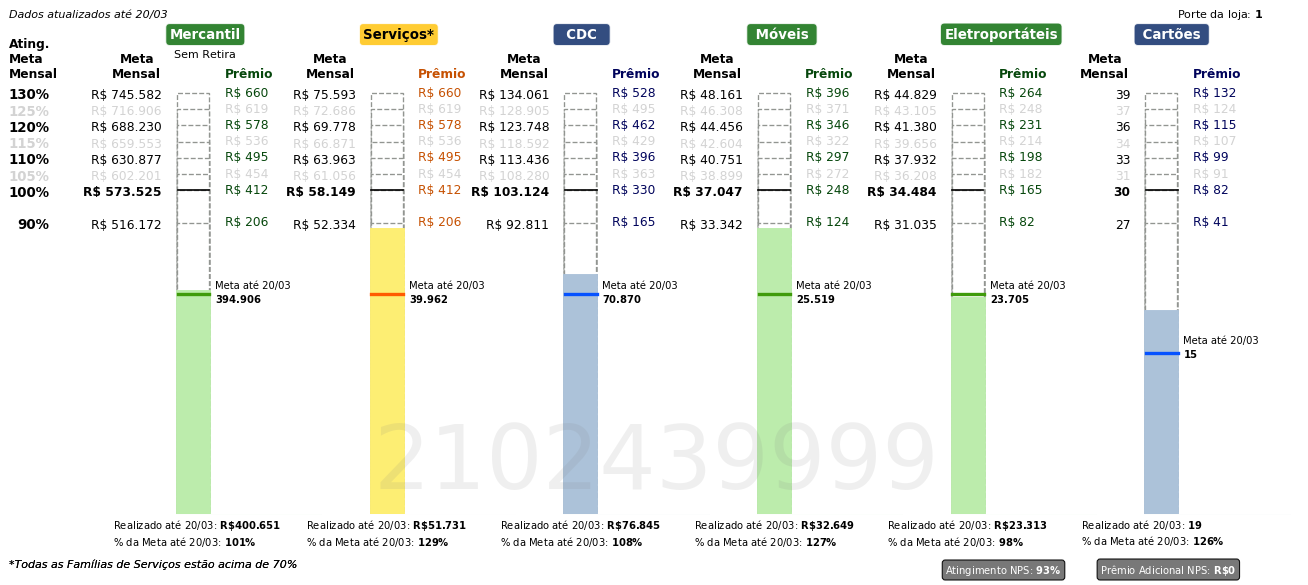 Dados atualizados até 20/03
Porte da loja: 1
Mercantil Serviços* CDC Móveis Eletroportáteis Cartões
Sem Retira
Ating. Meta Mensal Meta Mensal Prêmio Meta Mensal Prêmio Meta Mensal Prêmio Meta Mensal Prêmio Meta Mensal Prêmio Meta Mensal Prêmio
130% R$ 745.582 R$ 660 R$ 75.593 R$ 660 R$ 134.061 R$ 528 R$ 48.161 R$ 396 R$ 44.829 R$ 264 39 R$ 132
125% R$ 716.906 R$ 619 R$ 72.686 R$ 619 R$ 128.905 R$ 495 R$ 46.308 R$ 371 R$ 43.105 R$ 248 37 R$ 124
120% R$ 688.230 R$ 578 R$ 69.778 R$ 578 R$ 123.748 R$ 462 R$ 44.456 R$ 346 R$ 41.380 R$ 231 36 R$ 115
115% R$ 659.553 R$ 536 R$ 66.871 R$ 536 R$ 118.592 R$ 429 R$ 42.604 R$ 322 R$ 39.656 R$ 214 34 R$ 107
110% R$ 630.877 R$ 495 R$ 63.963 R$ 495 R$ 113.436 R$ 396 R$ 40.751 R$ 297 R$ 37.932 R$ 198 33 R$ 99
105% R$ 602.201 R$ 454 R$ 61.056 R$ 454 R$ 108.280 R$ 363 R$ 38.899 R$ 272 R$ 36.208 R$ 182 31 R$ 91
100% R$ 573.525 R$ 412 R$ 58.149 R$ 412 R$ 103.124 R$ 330 R$ 37.047 R$ 248 R$ 34.484 R$ 165 30 R$ 82
90% R$ 516.172 R$ 206 R$ 52.334 R$ 206 R$ 92.811 R$ 165 R$ 33.342 R$ 124 R$ 31.035 R$ 82 27 R$ 41
Meta até 20/03 Meta até 20/03 Meta até 20/03 Meta até 20/03 Meta até 20/03
394.906 39.962 70.870 25.519 23.705
Meta até 20/03
15
2102439999
Realizado até 20/03: R$400.651 Realizado até 20/03: R$51.731 Realizado até 20/03: R$76.845 Realizado até 20/03: R$32.649 Realizado até 20/03: R$23.313 Realizado até 20/03: 19
% da Meta até 20/03: 101% % da Meta até 20/03: 129% % da Meta até 20/03: 108% % da Meta até 20/03: 127% % da Meta até 20/03: 98% % da Meta até 20/03: 126%
*Todas as Famílias de Serviços estão acima de 70%
Atingimento NPS: 93% Prêmio Adicional NPS: R$0